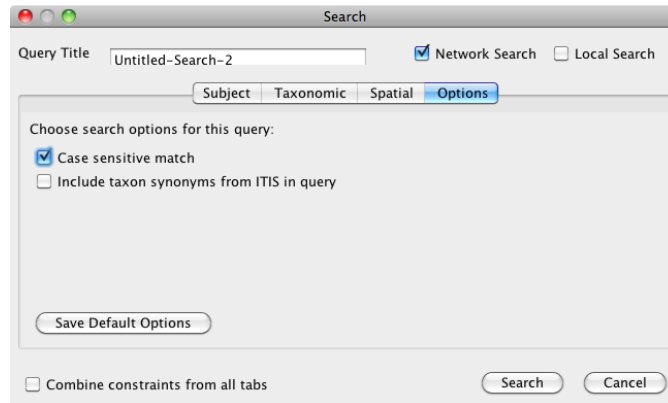 Search
Query Title Untitled-Search-2 Network Search Local Search
Subject Taxonomic Spatial Options
Choose search options for this query:
Case sensitive match
Include taxon synonyms from ITIS in query
Save Default Options
Combine constraints from all tabs Search Cancel